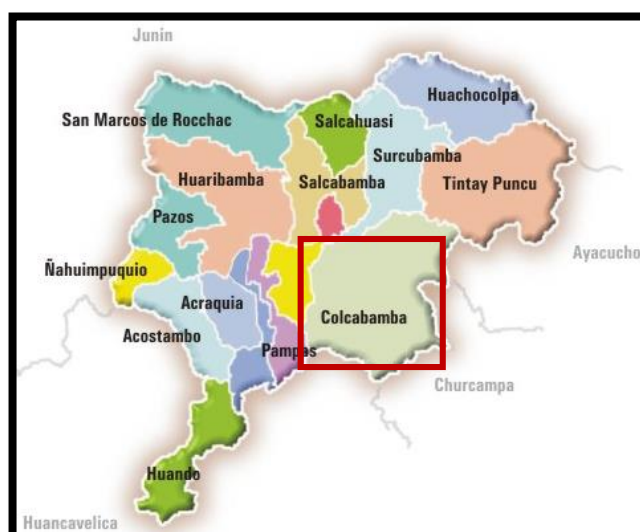 Junín
Huachocolpa
San Marcos de Rocchac
Salcahuasi
Surcubamba
Huaribamba
Salcabamba
Tintay Puncu
Pazos
Ayacucho
Ñahuimpuquio
Acraquia
Colcabamba
Acostambo
Pampas
Churcampa
Huando
Huancavelica